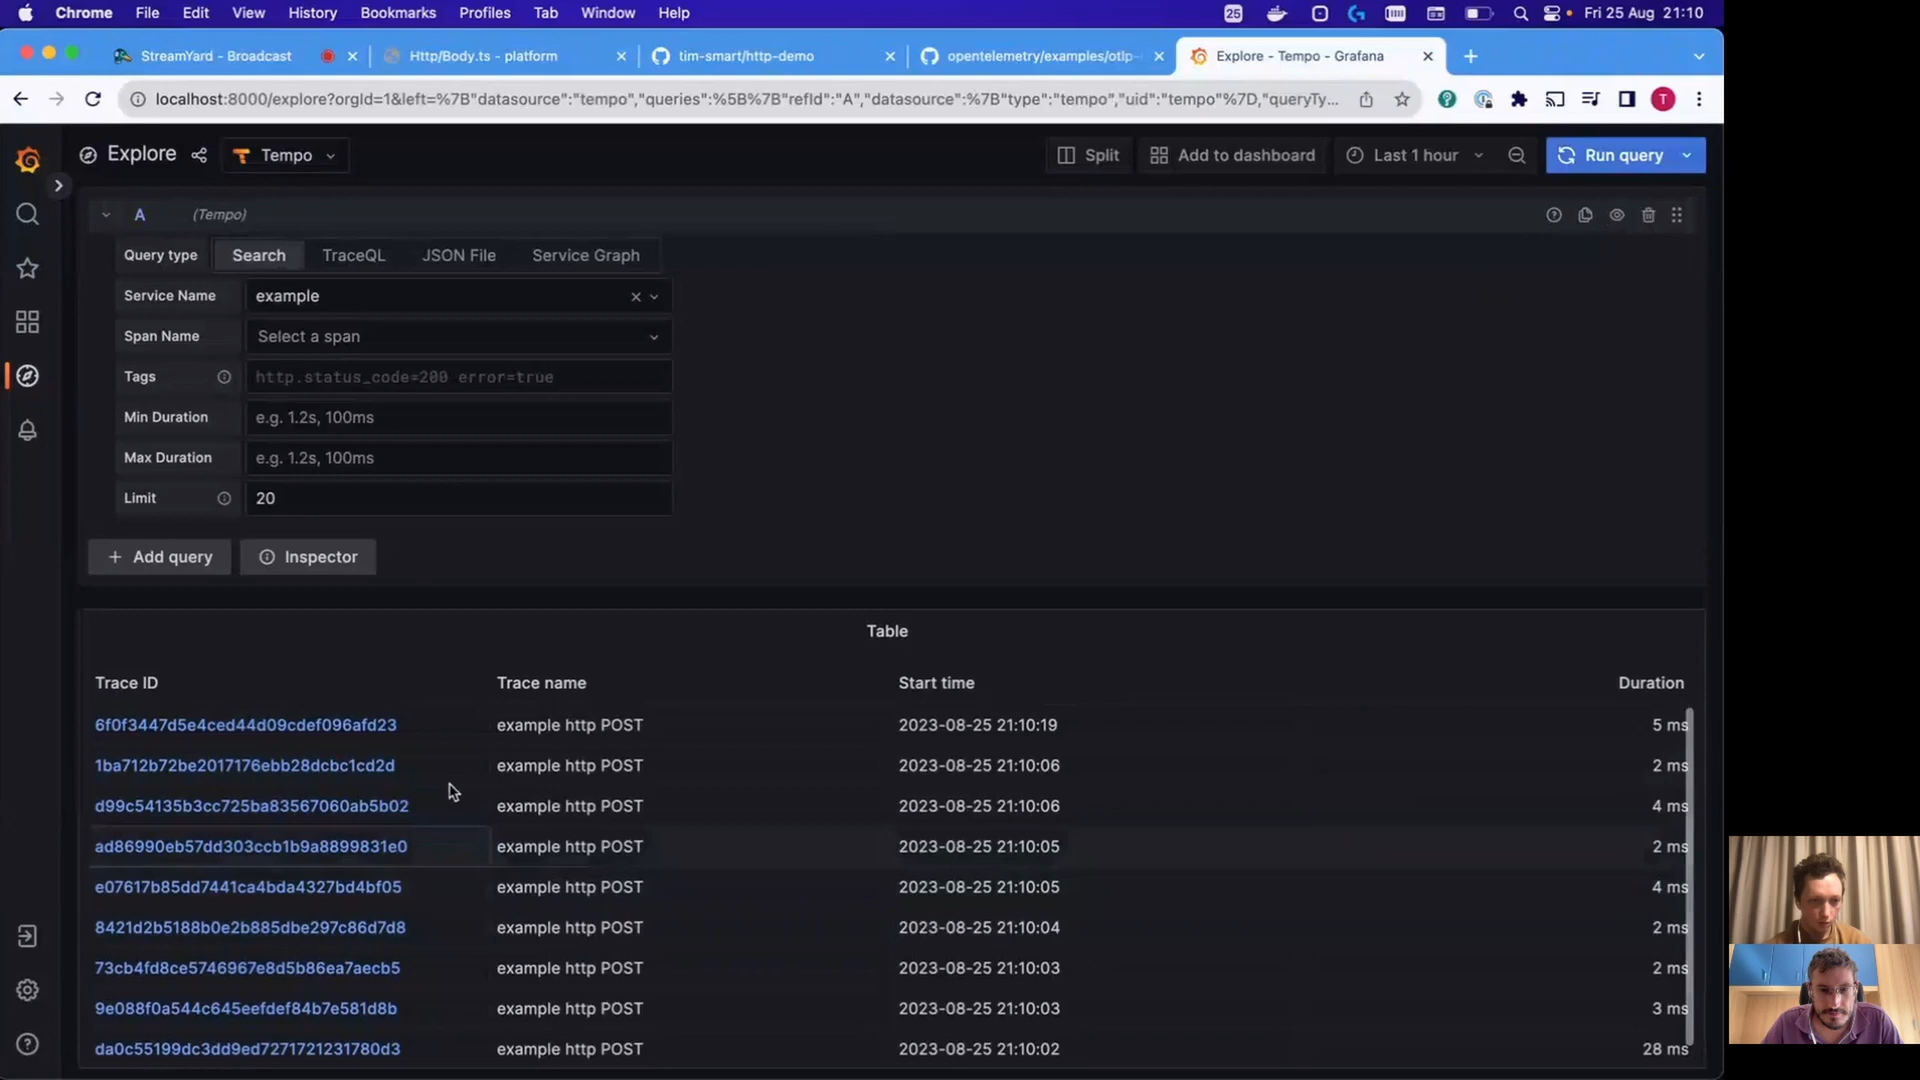 Chrome File Edit View History Bookmarks Profiles Tab Window Help 25 Fri 25 Aug 21:10
StreamYard - Broadcast Http/Body.ts - platform tim-smart/http-demo opentelemetry/examples/otlp- Explore - Tempo - Grafana
localhost:8000/explore?orgId=1&left=%7B"datasource":"tempo","queries":%5B%7B"refId":"A","datasource":%7B"type":"tempo","uid":"tempo"%7D,"queryTy... T
Explore Tempo Split Add to dashboard Last 1 hour Run query
A (Tempo)
Query type Search TraceQL JSON File Service Graph
Service Name example
Span Name Select a span
Tags http.status_code=200 error=true
Min Duration e.g. 1.2s, 100ms
Max Duration e.g. 1.2s, 100ms
Limit 20
+ Add query Inspector
Table
Trace ID Trace name Start time Duration
6f0f3447d5e4ced44d09cdef096afd23 example http POST 2023-08-25 21:10:19 5 ms
1ba712b72be2017176ebb28dcbc1cd2d example http POST 2023-08-25 21:10:06 2 ms
d99c54135b3cc725ba83567060ab5b02 example http POST 2023-08-25 21:10:06 4 ms
ad86990eb57dd303ccb1b9a8899831e0 example http POST 2023-08-25 21:10:05 2 ms
e07617b85dd7441ca4bda4327bd4bf05 example http POST 2023-08-25 21:10:05 4 ms
8421d2b5188b0e2b885dbe297c86d7d8 example http POST 2023-08-25 21:10:04 2 ms
73cb4fd8ce5746967e8d5b86ea7aecb5 example http POST 2023-08-25 21:10:03 2 ms
9e088f0a544c645eefdef84b7e581d8b example http POST 2023-08-25 21:10:03 3 ms
da0c55199dc3dd9ed7271721231780d3 example http POST 2023-08-25 21:10:02 28 ms